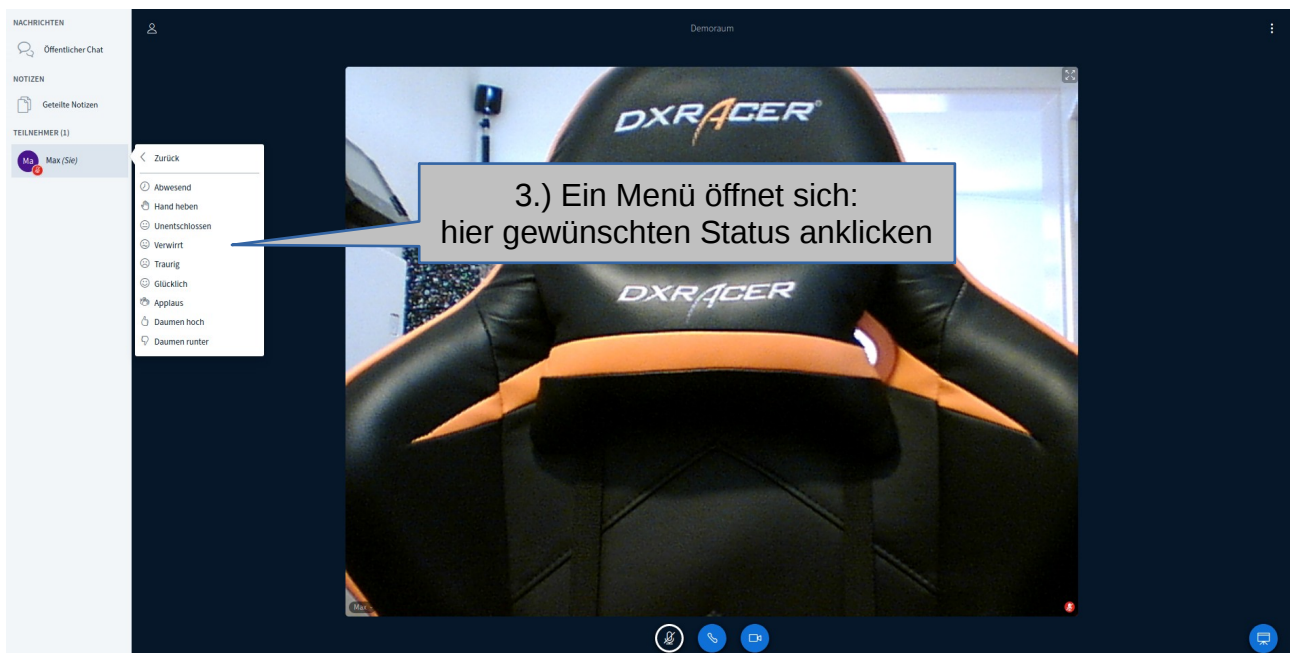 NACHRICHTEN
Öffentlicher Chat
NOTIZEN
Geteilte Notizen
TEILNEHMER (1)
Ma
Max (Sie)
Demoraum
Zurück
Abwesend
Hand heben
Unentschlossen
Verwirrt
Traurig
Glücklich
Applaus
Daumen hoch
Daumen runter
DXRACER®
3.) Ein Menü öffnet sich:
hier gewünschten Status anklicken
DXRACER
Max